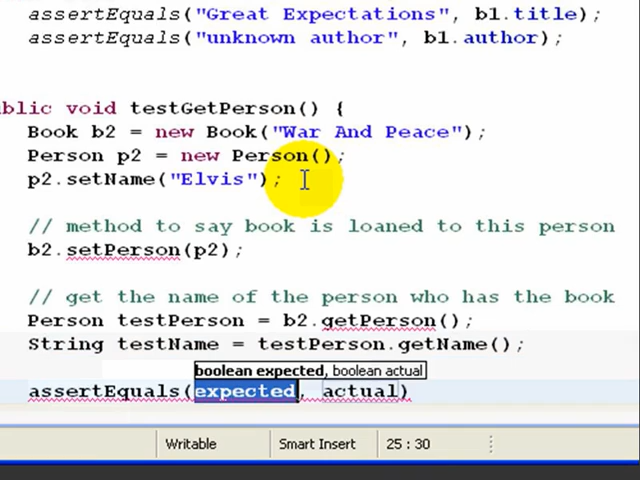 assertEquals("Great Expectations", b1.title);
assertEquals("unknown author", b1.author);
ublic void testGetPerson() {
Book b2 = new Book("War And Peace");
Person p2 = new Person();
p2.setName("Elvis");
// method to say book is loaned to this person
b2.setPerson(p2);
// get the name of the person who has the book
Person testPerson = b2.getPerson();
String testName = testPerson.getName();
boolean expected, boolean actual
assertEquals(expected, actual)
Writable Smart Insert 25 : 30